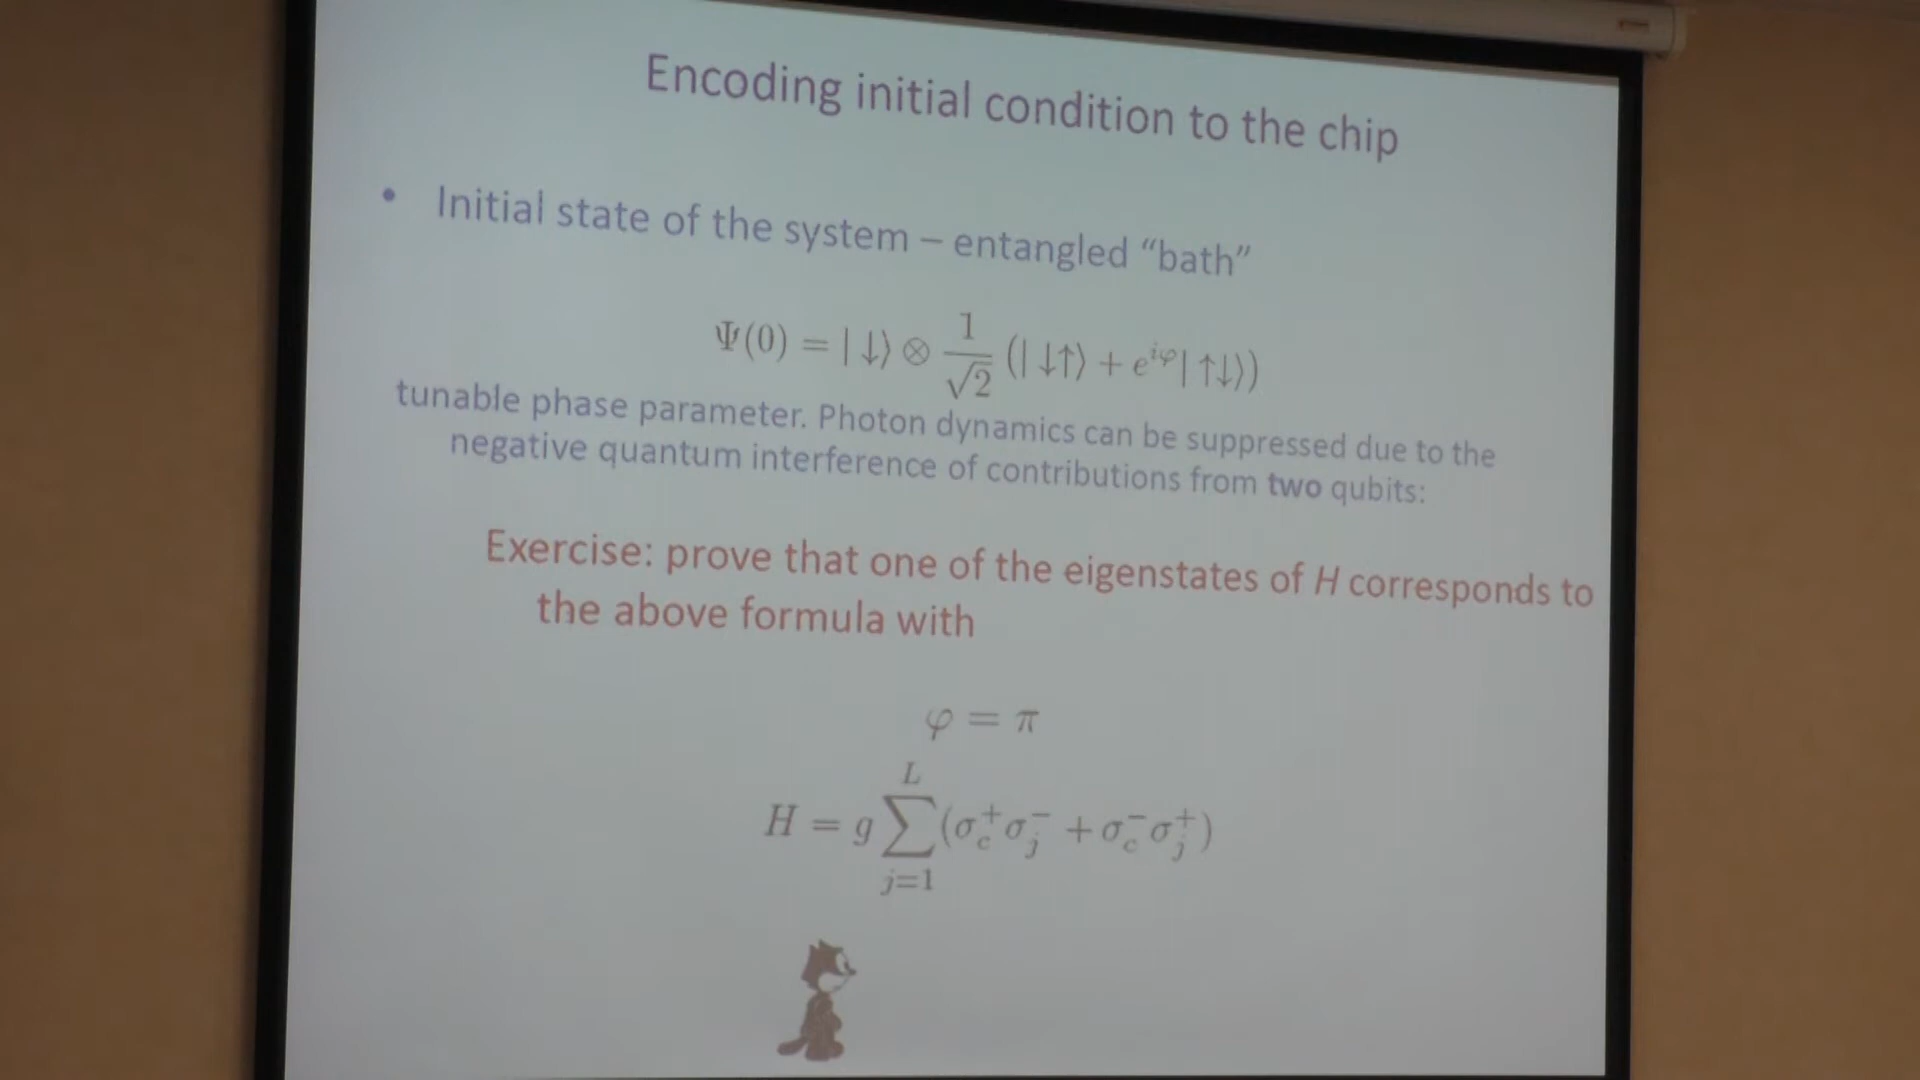 Encoding initial condition to the chip
• Initial state of the system – entangled “bath”
Ψ(0) = |↓⟩ ⊗ 1/√2 (|↓↑⟩ + e^{iφ}|↑↓⟩)
tunable phase parameter. Photon dynamics can be suppressed due to the
negative quantum interference of contributions from two qubits:
Exercise: prove that one of the eigenstates of H corresponds to
the above formula with
φ = π
H = g∑_{j=1}^{L}(σ_c^+σ_j^- + σ_c^-σ_j^+)